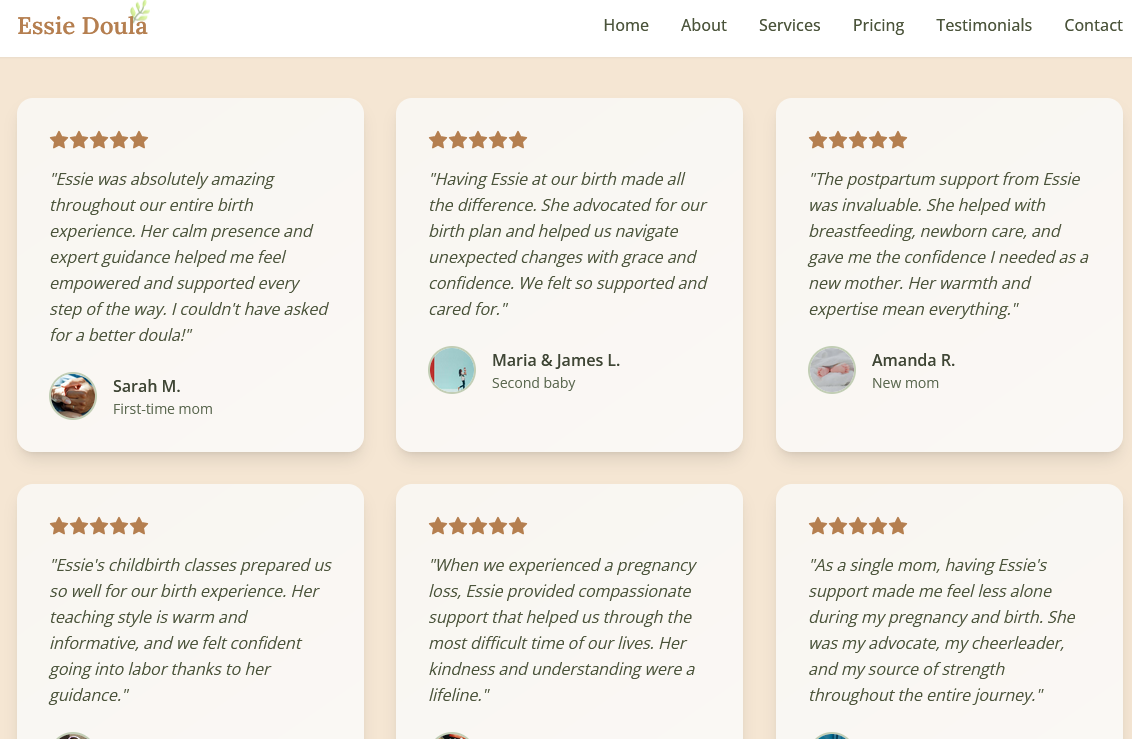 Essie Doula
Home About Services Pricing Testimonials Contact
"Essie was absolutely amazing
throughout our entire birth
experience. Her calm presence and
expert guidance helped me feel
empowered and supported every
step of the way. I couldn't have asked
for a better doula!"
Sarah M.
First-time mom
"Having Essie at our birth made all
the difference. She advocated for our
birth plan and helped us navigate
unexpected changes with grace and
confidence. We felt so supported and
cared for."
Maria & James L.
Second baby
"The postpartum support from Essie
was invaluable. She helped with
breastfeeding, newborn care, and
gave me the confidence I needed as a
new mother. Her warmth and
expertise mean everything."
Amanda R.
New mom
"Essie's childbirth classes prepared us
so well for our birth experience. Her
teaching style is warm and
informative, and we felt confident
going into labor thanks to her
guidance."
"When we experienced a pregnancy
loss, Essie provided compassionate
support that helped us through the
most difficult time of our lives. Her
kindness and understanding were a
lifeline."
"As a single mom, having Essie's
support made me feel less alone
during my pregnancy and birth. She
was my advocate, my cheerleader,
and my source of strength
throughout the entire journey."